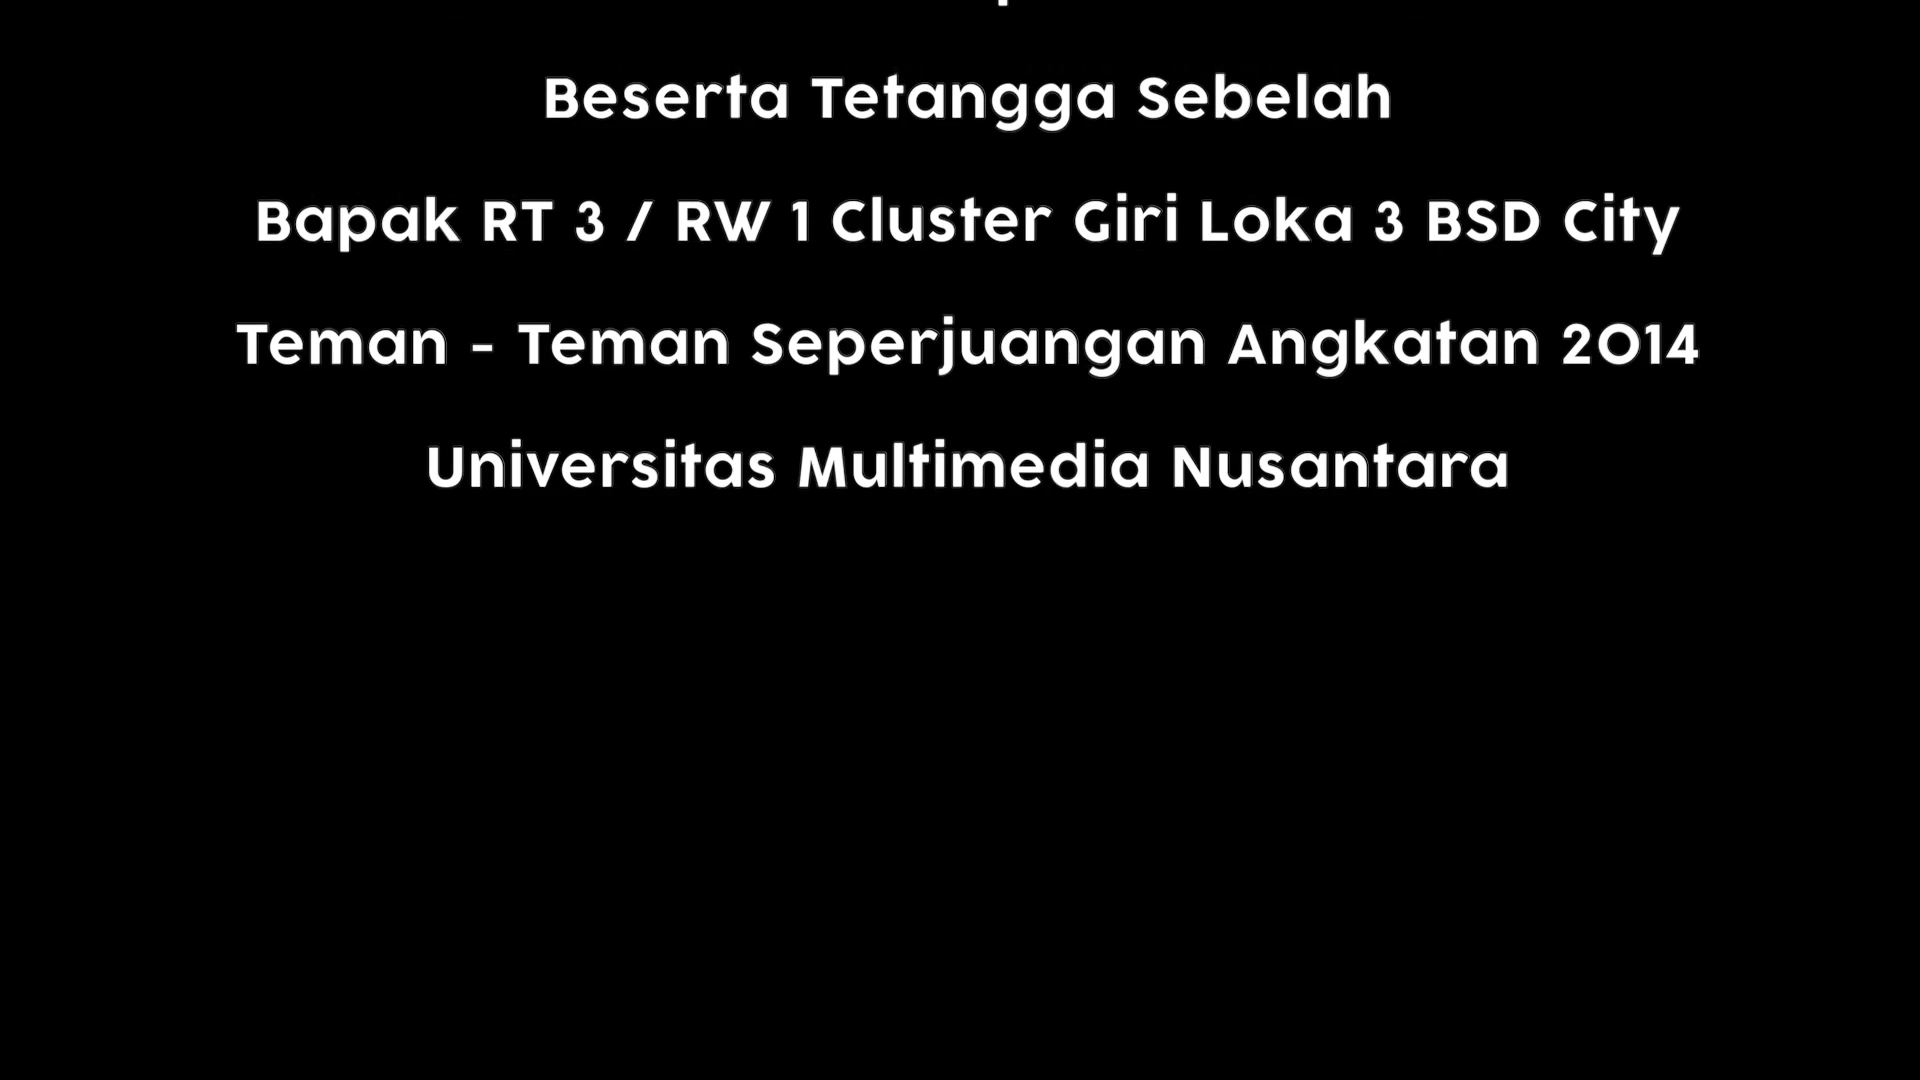 Beserta Tetangga Sebelah
Bapak RT 3 / RW 1 Cluster Giri Loka 3 BSD City
Teman - Teman Seperjuangan Angkatan 2014
Universitas Multimedia Nusantara